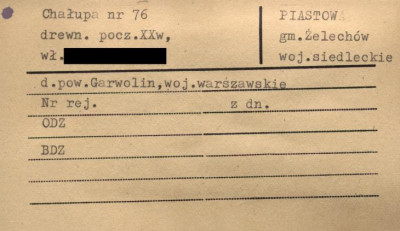 Chałupa nr 76
drewn. pocz.XXw,
wł.
PIASTOWA
gm.Żelechów
woj.siedleckie
d.pow.Garwolin,woj.warszawskie
Nr rej. z dn.
ODZ
BDZ